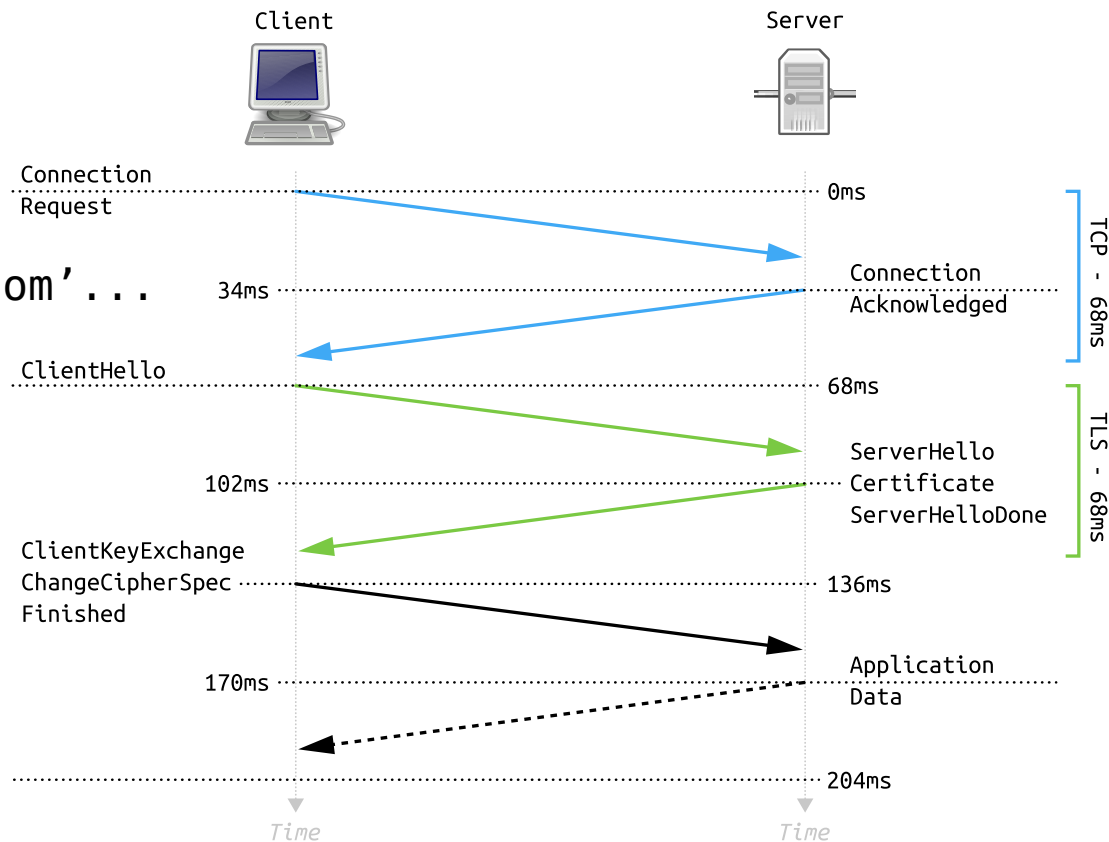 Client
Server
Connection
Request
0ms
om’...
34ms
Connection
Acknowledged
TCP - 68ms
ClientHello
68ms
102ms
ServerHello
Certificate
ServerHelloDone
TLS - 68ms
ClientKeyExchange
ChangeCipherSpec
Finished
136ms
170ms
Application
Data
204ms
Time
Time